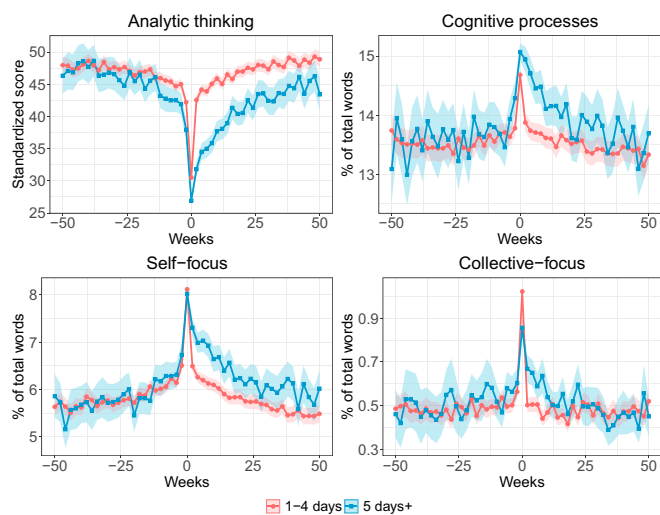 Analytic thinking
Cognitive processes
Standardized score
50
45
40
35
30
25
−50
−25
0
25
50
Weeks
% of total words
15
14
13
−50
−25
0
25
50
Weeks
Self−focus
Collective−focus
% of total words
8
7
6
5
−50
−25
0
25
50
Weeks
% of total words
0.9
0.7
0.5
0.3
−50
−25
0
25
50
Weeks
1−4 days
5 days+